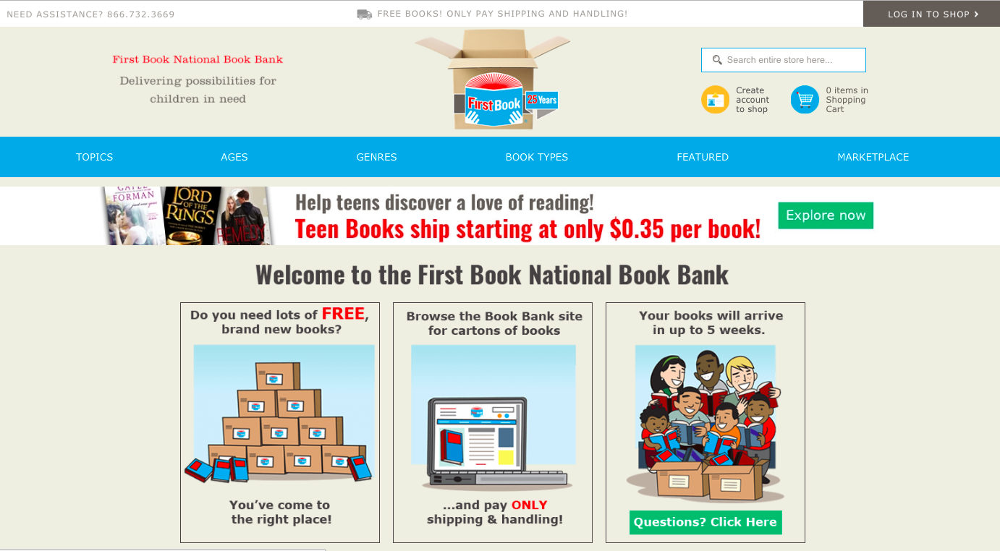 NEED ASSISTANCE? 866.732.3669
FREE BOOKS! ONLY PAY SHIPPING AND HANDLING!
LOG IN TO SHOP
First Book National Book Bank
Delivering possibilities for
children in need
First Book
25 Years
Search entire store here...
Create
account
to shop
0 items in
Shopping
Cart
TOPICS
AGES
GENRES
BOOK TYPES
FEATURED
MARKETPLACE
GAYLE
FORMAN
just one year
LORD
OF THE
RINGS
THE
REMEDY
Help teens discover a love of reading!
Teen Books ship starting at only $0.35 per book!
Explore now
Welcome to the First Book National Book Bank
Do you need lots of FREE,
brand new books?
You've come to
the right place!
Browse the Book Bank site
for cartons of books
...and pay ONLY
shipping & handling!
Your books will arrive
in up to 5 weeks.
Questions? Click Here